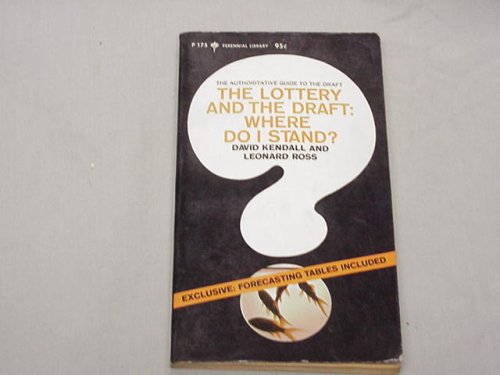 P 175 PERENNIAL LIBRARY 95¢
THE AUTHORITATIVE GUIDE TO THE DRAFT
THE LOTTERY
AND THE DRAFT:
WHERE
DO I STAND?
DAVID KENDALL AND
LEONARD ROSS
EXCLUSIVE: FORECASTING TABLES INCLUDED